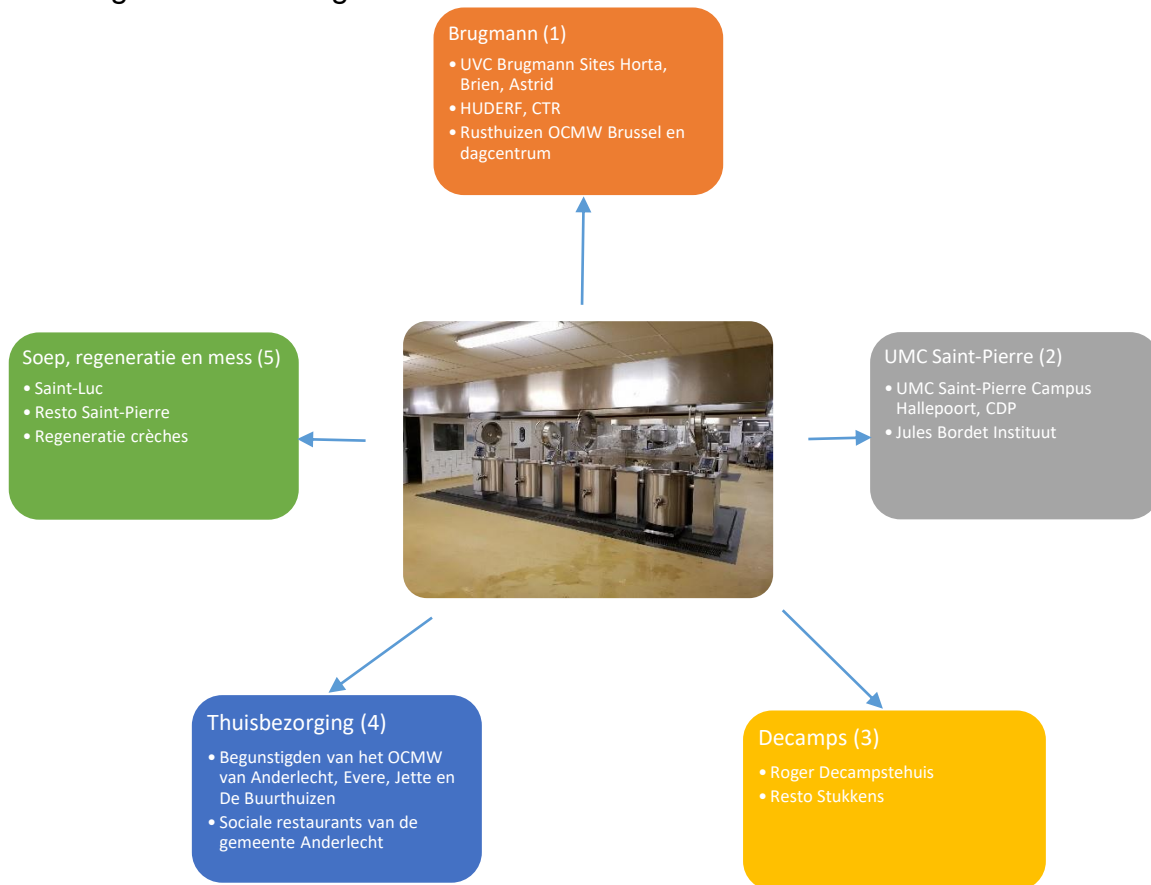 Brugmann (1)
• UVC Brugmann Sites Horta,
Brien, Astrid
• HUDERF, CTR
• Rusthuizen OCMW Brussel en
dagcentrum
Soep, regeneratie en mess (5)
• Saint-Luc
• Resto Saint-Pierre
• Regeneratie crèches
UMC Saint-Pierre (2)
• UMC Saint-Pierre Campus
Hallepoort, CDP
• Jules Bordet Instituut
Thuisbezorging (4)
• Begunstigden van het OCMW
van Anderlecht, Evere, Jette en
De Buurthuizen
• Sociale restaurants van de
gemeente Anderlecht
Decamps (3)
• Roger Decampstehuis
• Resto Stukkens